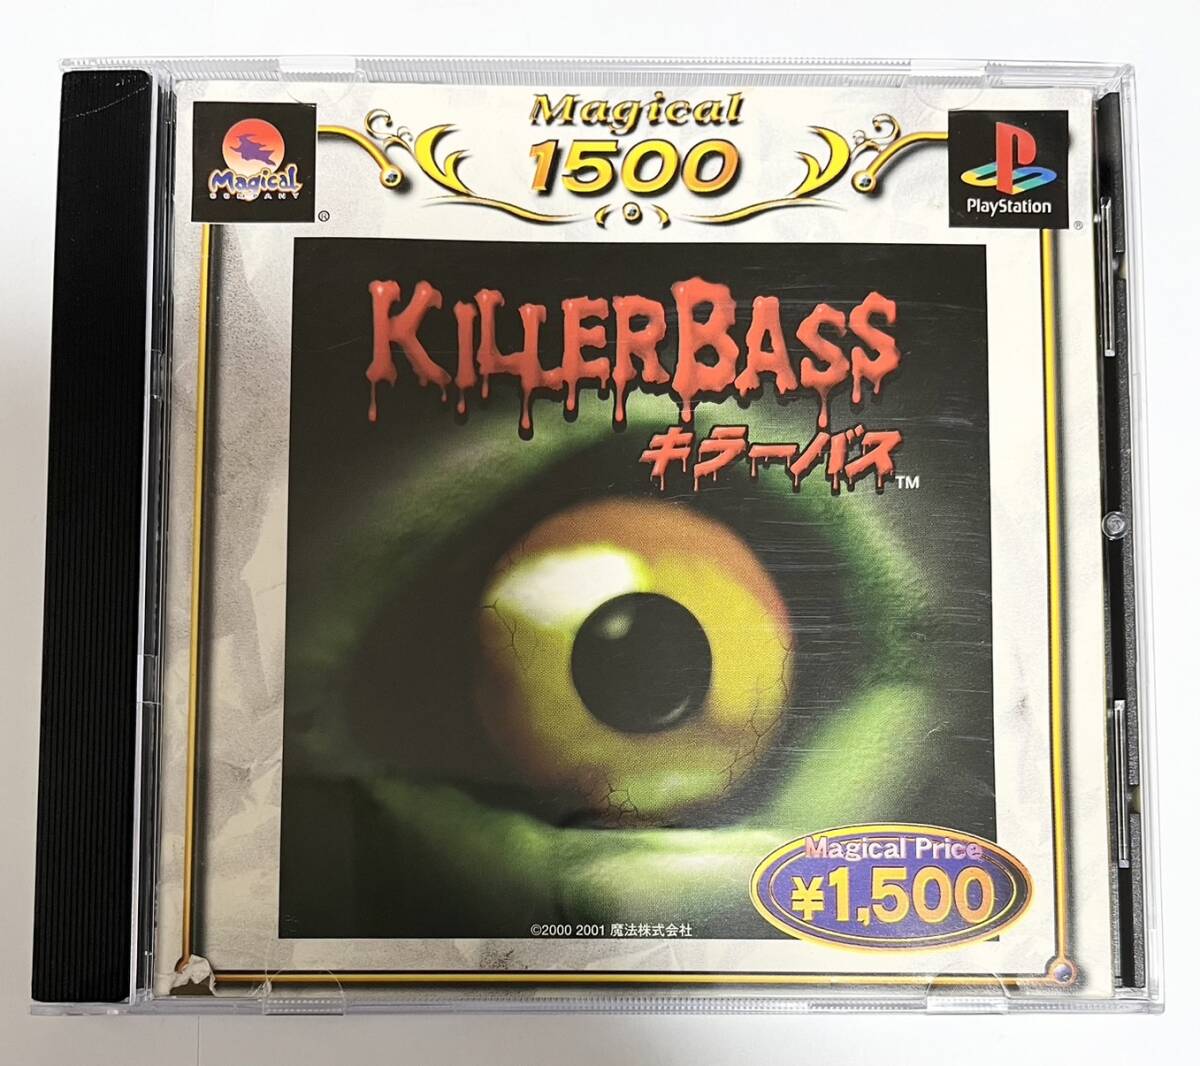 Magical
1500
Magical
COMPANY
®
PlayStation
®
KILLERBASS
キラーバス
TM
Magical Price
¥1,500
©2000 2001 魔法株式会社